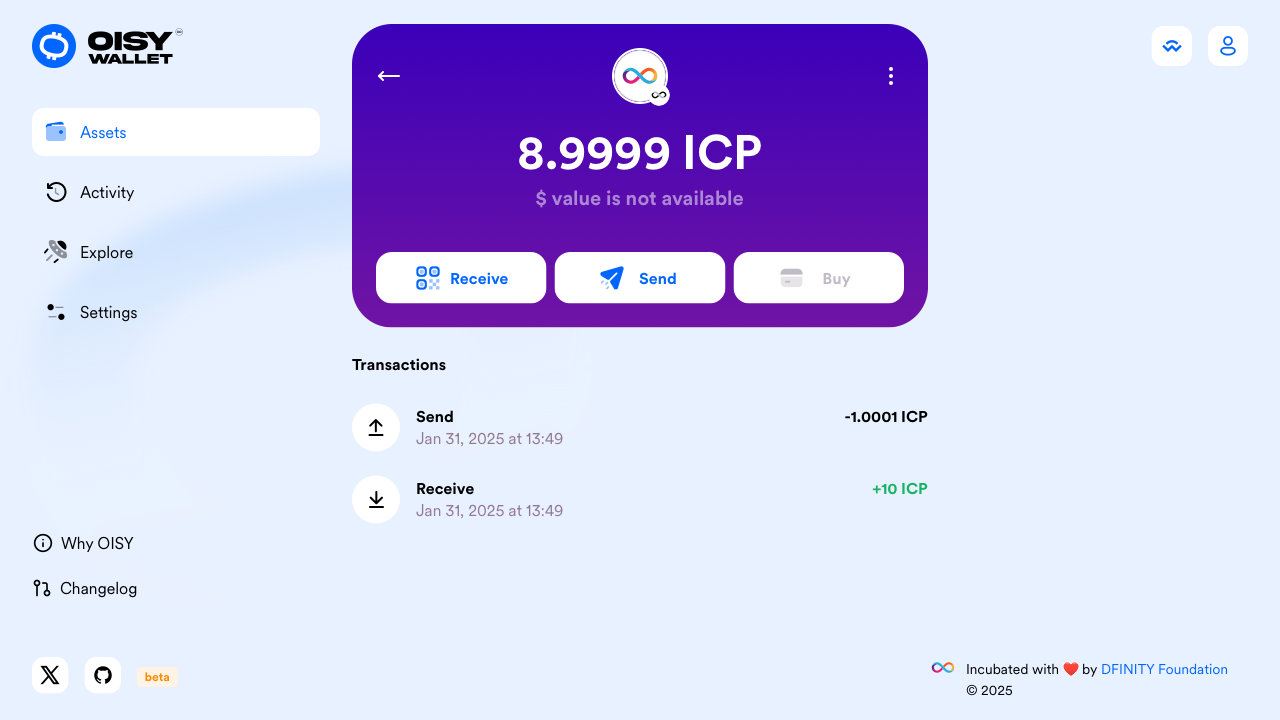 OISY
WALLET
Assets
Activity
Explore
Settings
Why OISY
Changelog
beta
8.9999 ICP
$ value is not available
Receive
Send
Buy
Transactions
Send
-1.0001 ICP
Jan 31, 2025 at 13:49
Receive
+10 ICP
Jan 31, 2025 at 13:49
Incubated with ❤️ by DFINITY Foundation
© 2025